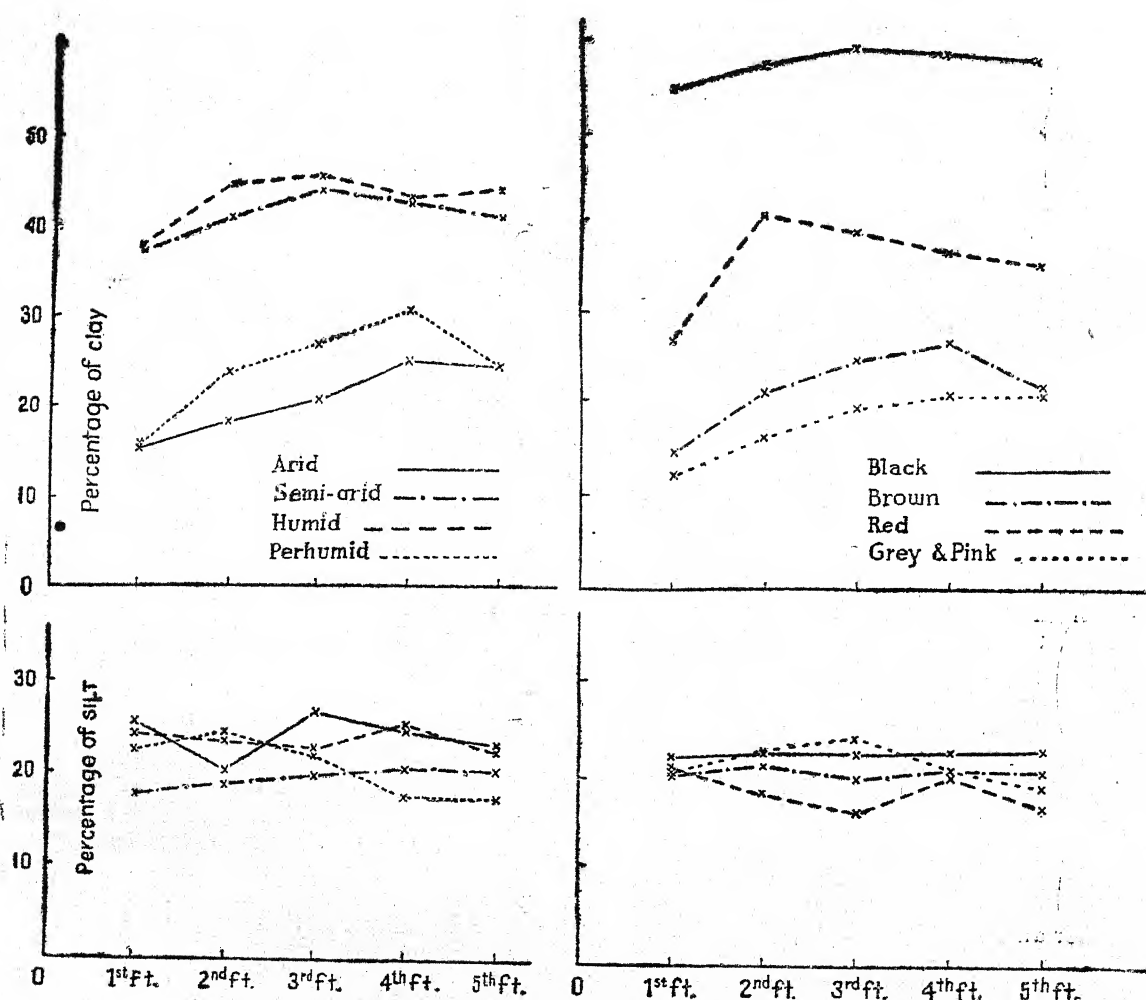 50
40
30
20
10
0
Percentage of clay
Arid
Semi-arid
Humid
Perhumid
Black
Brown
Red
Grey & Pink
30
20
10
Percentage of SILT
0 1st ft. 2nd ft. 3rd ft. 4th ft. 5th ft.
0 1st ft. 2nd ft. 3rd ft. 4th ft. 5th ft.